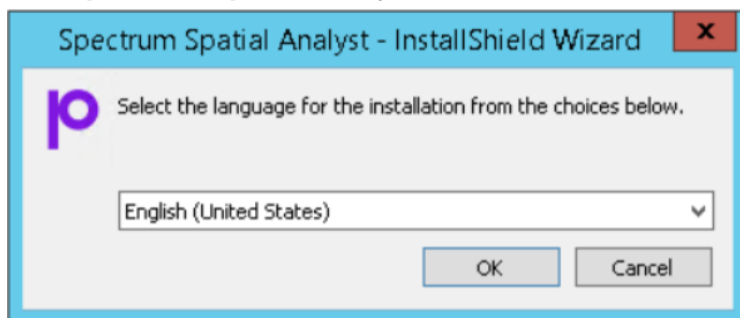 Spectrum Spatial Analyst - InstallShield Wizard
Select the language for the installation from the choices below.
English (United States)
OK Cancel